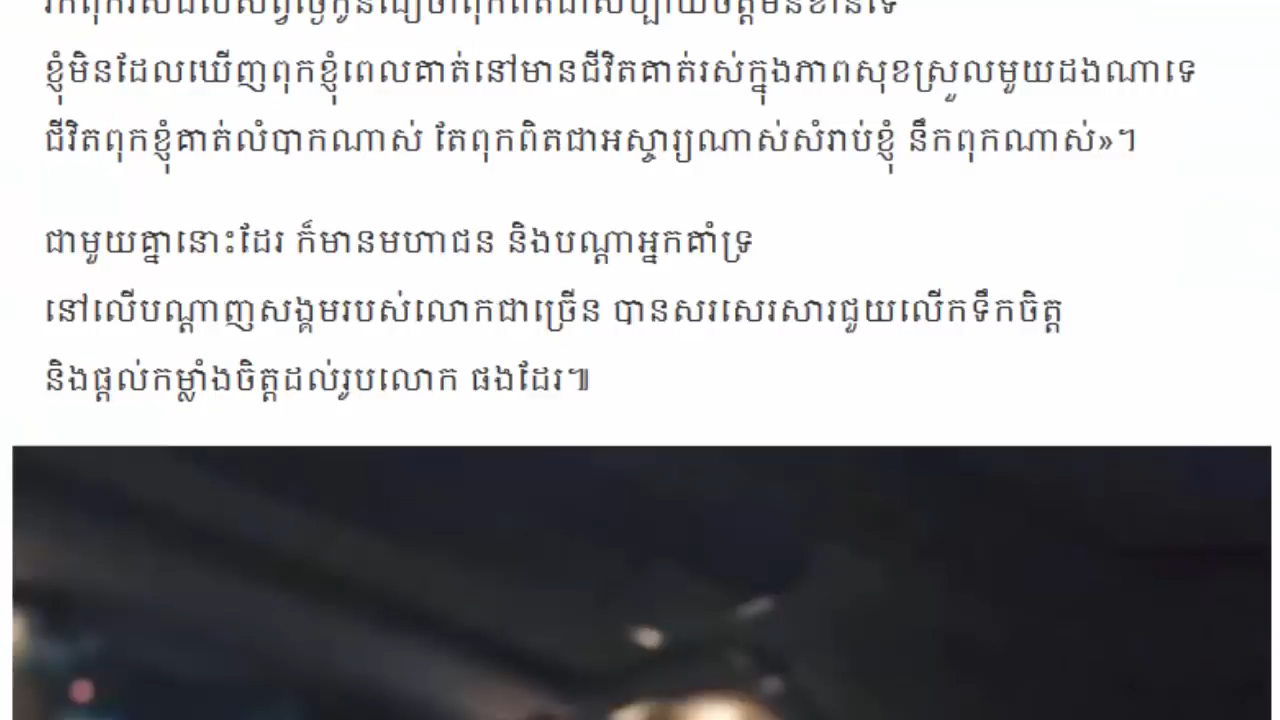 ខ្ញុំមិនដែលឃើញពុកខ្ញុំពេលគាត់នៅមានជីវិតគាត់រស់ក្នុងភាពសុខស្រួលមួយដងណាទេ
ជីវិតពុកខ្ញុំគាត់លំបាកណាស់ តែពុកពិតជាអស្ចារ្យណាស់សំរាប់ខ្ញុំ នឹកពុកណាស់»។
ជាមួយគ្នានោះដែរ ក៏មានមហាជន និងបណ្ដាអ្នកគាំទ្រ
នៅលើបណ្ដាញសង្គមរបស់លោកជាច្រើន បានសរសេរសារជួយលើកទឹកចិត្ត
និងផ្ដល់កម្លាំងចិត្តដល់រូបលោក ផងដែរ៕